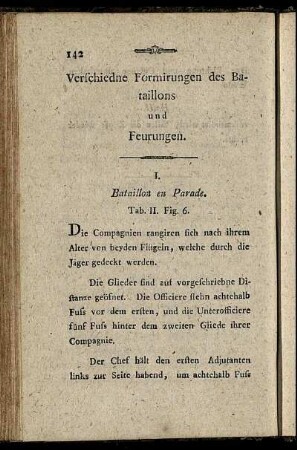 142
Verſchiedne Formirungen des Ba-
taillons
und
Feurungen.
I.
Bataillon en Parade.
Tab. II. Fig. 6.
Die Compagnien rangiren ſich nach ihrem
Alter von beyden Flügeln, welche durch die
Jäger gedeckt werden.
Die Glieder ſind auf vorgeſchriebne Di-
ſtanze geöfnet. Die Officiere ſtehn achtehalb
Fuſs vor dem erſten, und die Unterofficiere
fünf Fuſs hinter dem zweiten Gliede ihrer
Compagnie.
Der Chef hält den erſten Adjutanten
links zur Seite habend, um achtehalb Fuſs